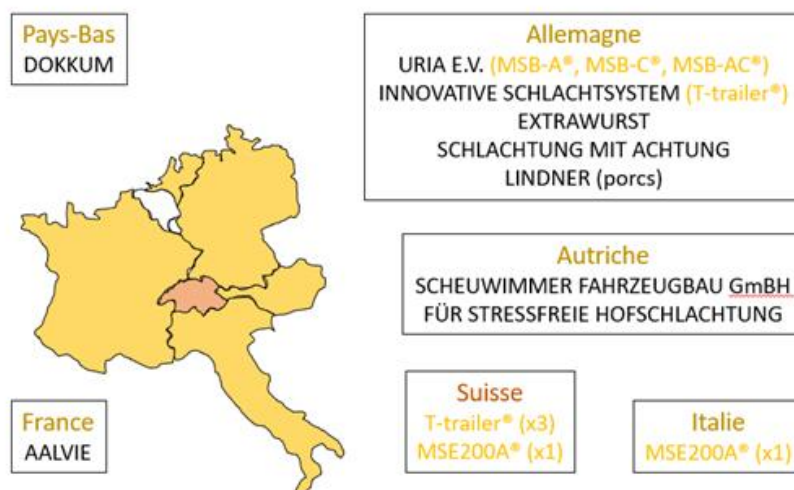 Pays-Bas
DOKKUM
Allemagne
URIA E.V. (MSB-A®, MSB-C®, MSB-AC®)
INNOVATIVE SCHLACHTSYSTEM (T-trailer®)
EXTRAWURST
SCHLACHTUNG MIT ACHTUNG
LINDNER (porcs)
Autriche
SCHEUWIMMER FAHRZEUGBAU GmBH
FÜR STRESSFREIE HOFSCHLACHTUNG
France
AALVIE
Suisse
T-trailer® (x3)
MSE200A® (x1)
Italie
MSE200A® (x1)